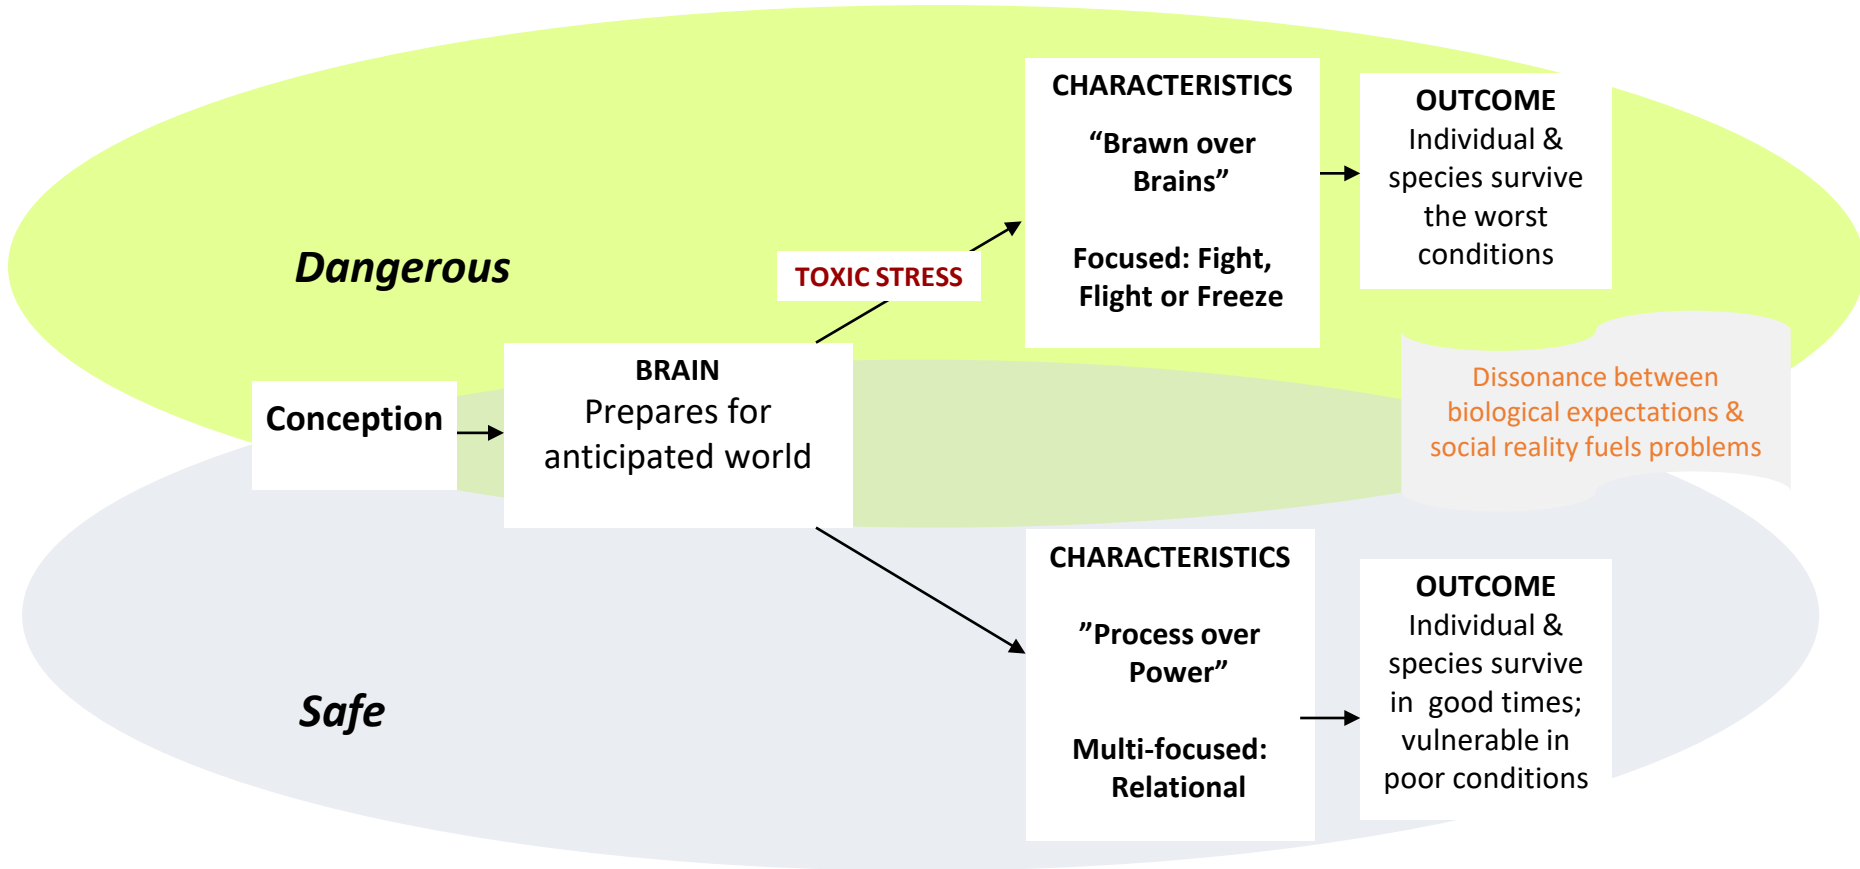 Dangerous
TOXIC STRESS
CHARACTERISTICS
“Brawn over
Brains”
Focused: Fight,
Flight or Freeze
OUTCOME
Individual &
species survive
the worst
conditions
Conception
BRAIN
Prepares for
anticipated world
Dissonance between
biological expectations &
social reality fuels problems
Safe
CHARACTERISTICS
”Process over
Power”
Multi-focused:
Relational
OUTCOME
Individual &
species survive
in good times;
vulnerable in
poor conditions